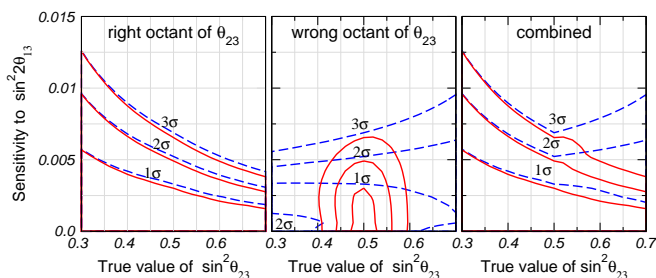 right octant of θ₂₃ wrong octant of θ₂₃ combined
0.015
0.01
0.005
0
Sensitivity to sin²2θ₁₃
3σ 3σ 3σ
2σ 2σ 2σ
1σ 1σ 1σ
2σ
0.3 0.4 0.5 0.6 0.3 0.4 0.5 0.6 0.3 0.4 0.5 0.6 0.7
True value of sin²θ₂₃ True value of sin²θ₂₃ True value of sin²θ₂₃